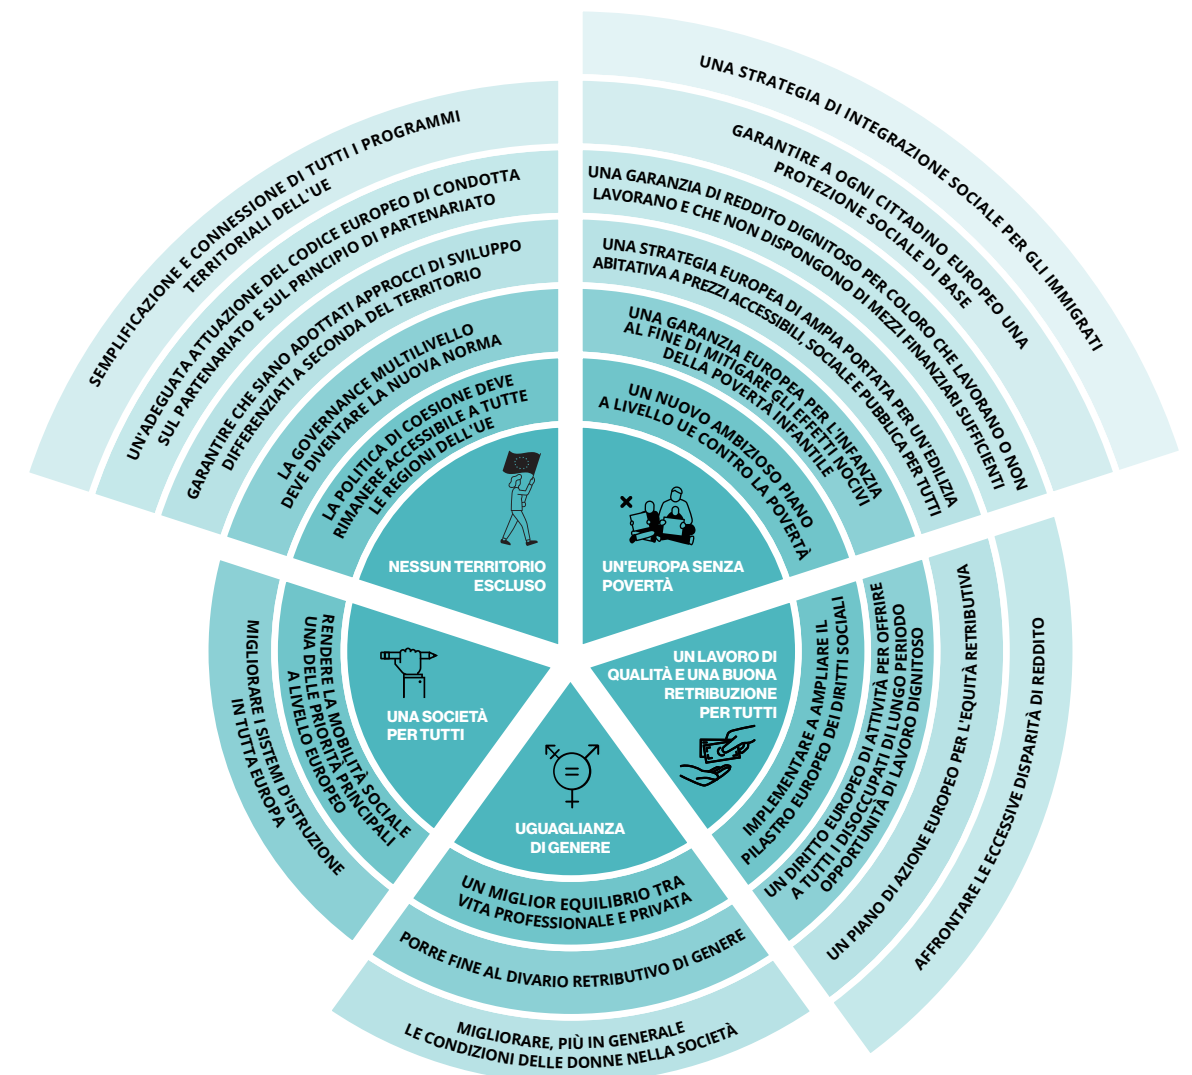 UNA STRATEGIA DI INTEGRAZIONE SOCIALE PER GLI IMMIGRATI
GARANTIRE A OGNI CITTADINO EUROPEO UNA
PROTEZIONE SOCIALE DI BASE
UNA GARANZIA DI REDDITO DIGNITOSO PER COLORO CHE LAVORANO O NON
LAVORANO E CHE NON DISPONGONO DI MEZZI FINANZIARI SUFFICIENTI
UNA STRATEGIA EUROPEA DI AMPIA PORTATA PER UN'EDILIZIA
ABITATIVA A PREZZI ACCESSIBILI, SOCIALE E PUBBLICA PER TUTTI
UNA GARANZIA EUROPEA PER L'INFANZIA
AL FINE DI MITIGARE GLI EFFETTI NOCIVI
DELLA POVERTÀ INFANTILE
UN NUOVO AMBIZIOSO PIANO
A LIVELLO UE CONTRO LA POVERTÀ
UN'EUROPA SENZA
POVERTÀ
UN LAVORO DI
QUALITÀ E UNA BUONA
RETRIBUZIONE
PER TUTTI
IMPLEMENTARE A AMPLIARE IL
PILASTRO EUROPEO DEI DIRITTI SOCIALI
UN DIRITTO EUROPEO DI ATTIVITÀ PER OFFRIRE
A TUTTI I DISOCCUPATI DI LUNGO PERIODO
OPPORTUNITÀ DI LAVORO DIGNITOSO
UN PIANO DI AZIONE EUROPEO PER L'EQUITÀ RETRIBUTIVA
AFFRONTARE LE ECCESSIVE DISPARITÀ DI REDDITO
UGUAGLIANZA
DI GENERE
UN MIGLIOR EQUILIBRIO TRA
VITA PROFESSIONALE E PRIVATA
PORRE FINE AL DIVARIO RETRIBUTIVO DI GENERE
MIGLIORARE, PIÙ IN GENERALE
LE CONDIZIONI DELLE DONNE NELLA SOCIETÀ
UNA SOCIETÀ
PER TUTTI
RENDERE LA MOBILITÀ SOCIALE
UNA DELLE PRIORITÀ PRINCIPALI
A LIVELLO EUROPEO
MIGLIORARE I SISTEMI D'ISTRUZIONE
IN TUTTA EUROPA
NESSUN TERRITORIO
ESCLUSO
LA POLITICA DI COESIONE DEVE
RIMANERE ACCESSIBILE A TUTTE
LE REGIONI DELL'UE
LA GOVERNANCE MULTILIVELLO
DEVE DIVENTARE LA NUOVA NORMA
GARANTIRE CHE SIANO ADOTTATI APPROCCI DI SVILUPPO
DIFFERENZIATI A SECONDA DEL TERRITORIO
UN'ADEGUATA ATTUAZIONE DEL CODICE EUROPEO DI CONDOTTA
SUL PARTENARIATO E SUL PRINCIPIO DI PARTENARIATO
SEMPLIFICAZIONE E CONNESSIONE DI TUTTI I PROGRAMMI
TERRITORIALI DELL'UE